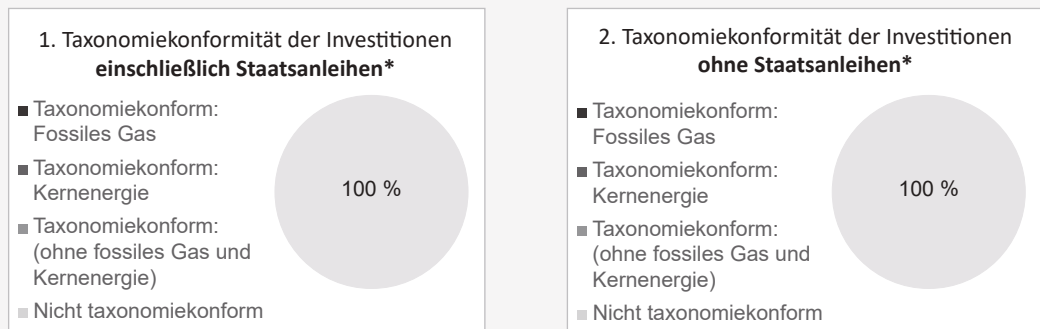 1. Taxonomiekonformität der Investitionen
einschließlich Staatsanleihen*
Taxonomiekonform:
Fossiles Gas
Taxonomiekonform:
Kernenergie
Taxonomiekonform:
(ohne fossiles Gas und
Kernenergie)
Nicht taxonomiekonform
100 %
2. Taxonomiekonformität der Investitionen
ohne Staatsanleihen*
Taxonomiekonform:
Fossiles Gas
Taxonomiekonform:
Kernenergie
Taxonomiekonform:
(ohne fossiles Gas und
Kernenergie)
Nicht taxonomiekonform
100 %